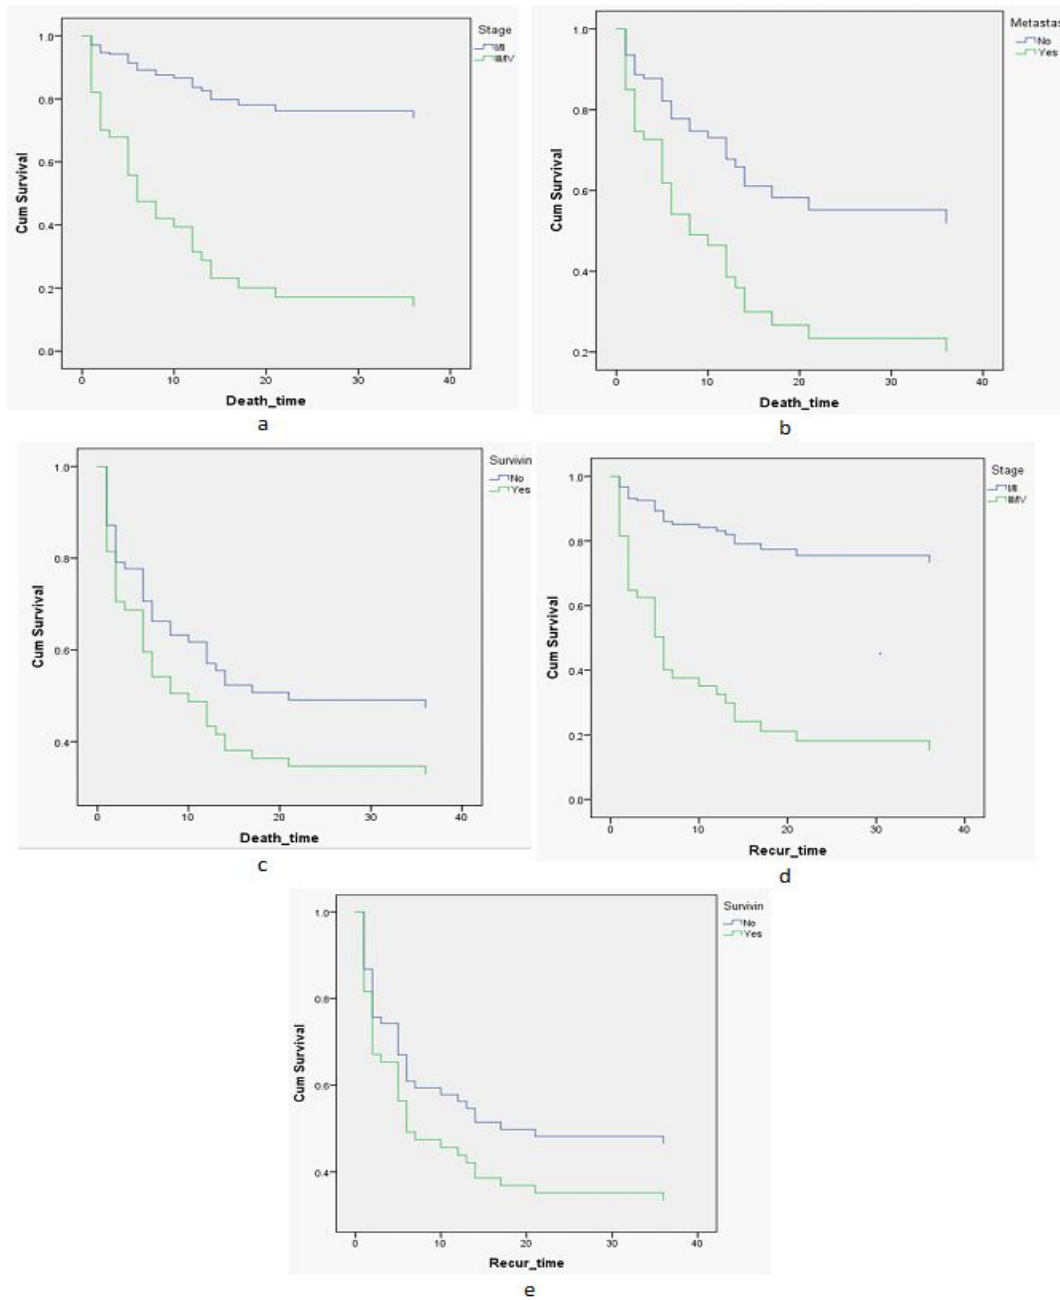 Stage
I/II
III/IV
Cum Survival
1.0
0.8
0.6
0.4
0.2
0.0
0
10
20
30
40
Death_time
a
Metastas
No
Yes
Cum Survival
1.0
0.8
0.6
0.4
0.2
0
10
20
30
40
Death_time
b
Survivin
No
Yes
Cum Survival
1.0
0.8
0.6
0.4
0
10
20
30
40
Death_time
c
Stage
I/II
III/IV
Cum Survival
1.0
0.8
0.6
0.4
0.2
0.0
0
10
20
30
40
Recur_time
d
Survivin
No
Yes
Cum Survival
1.0
0.8
0.6
0.4
0
10
20
30
40
Recur_time
e